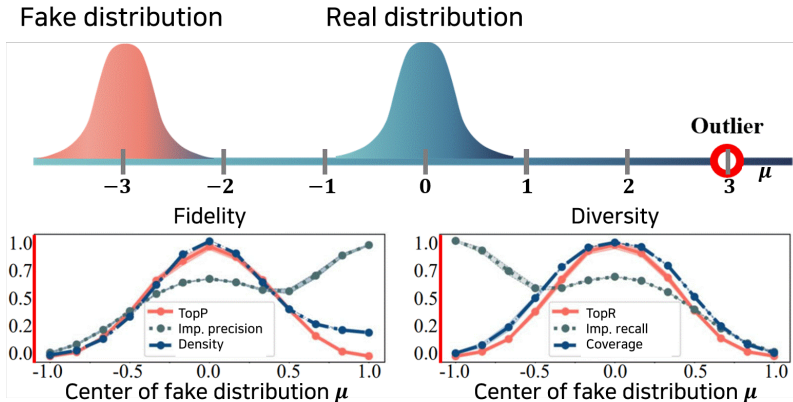 Fake distribution
Real distribution
Outlier
−3
−2
−1
0
1
2
3
μ
Fidelity
1.0
0.7
0.5
0.2
0.0
TopP
Imp. precision
Density
-1.0
-0.5
0.0
0.5
1.0
Center of fake distribution μ
Diversity
1.0
0.7
0.5
0.2
0.0
TopR
Imp. recall
Coverage
-1.0
-0.5
0.0
0.5
1.0
Center of fake distribution μ